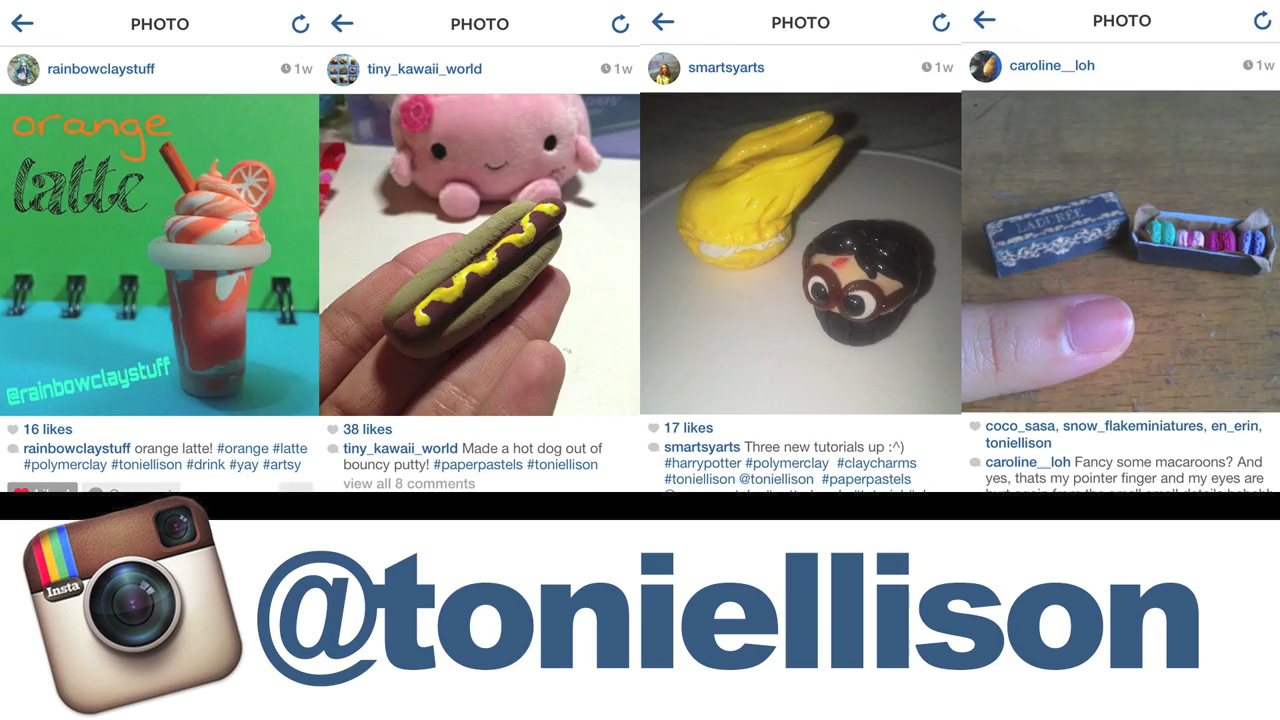 PHOTO
rainbowclaystuff
1w
orange
latte
@rainbowclaystuff
16 likes
rainbowclaystuff orange latte! #orange #latte
#polymerclay #toniellison #drink #yay #artsy
PHOTO
tiny_kawaii_world
1w
38 likes
tiny_kawaii_world Made a hot dog out of
bouncy putty! #paperpastels #toniellison
view all 8 comments
PHOTO
smartsyarts
1w
17 likes
smartsyarts Three new tutorials up :^)
#harrypotter #polymerclay #claycharms
#toniellison @toniellison #paperpastels
PHOTO
caroline__loh
1w
LADURÉE
coco_sasa, snow_flakeminiatures, en_erin,
toniellison
caroline__loh Fancy some macaroons? And
yes, thats my pointer finger and my eyes are
Insta
@toniellison